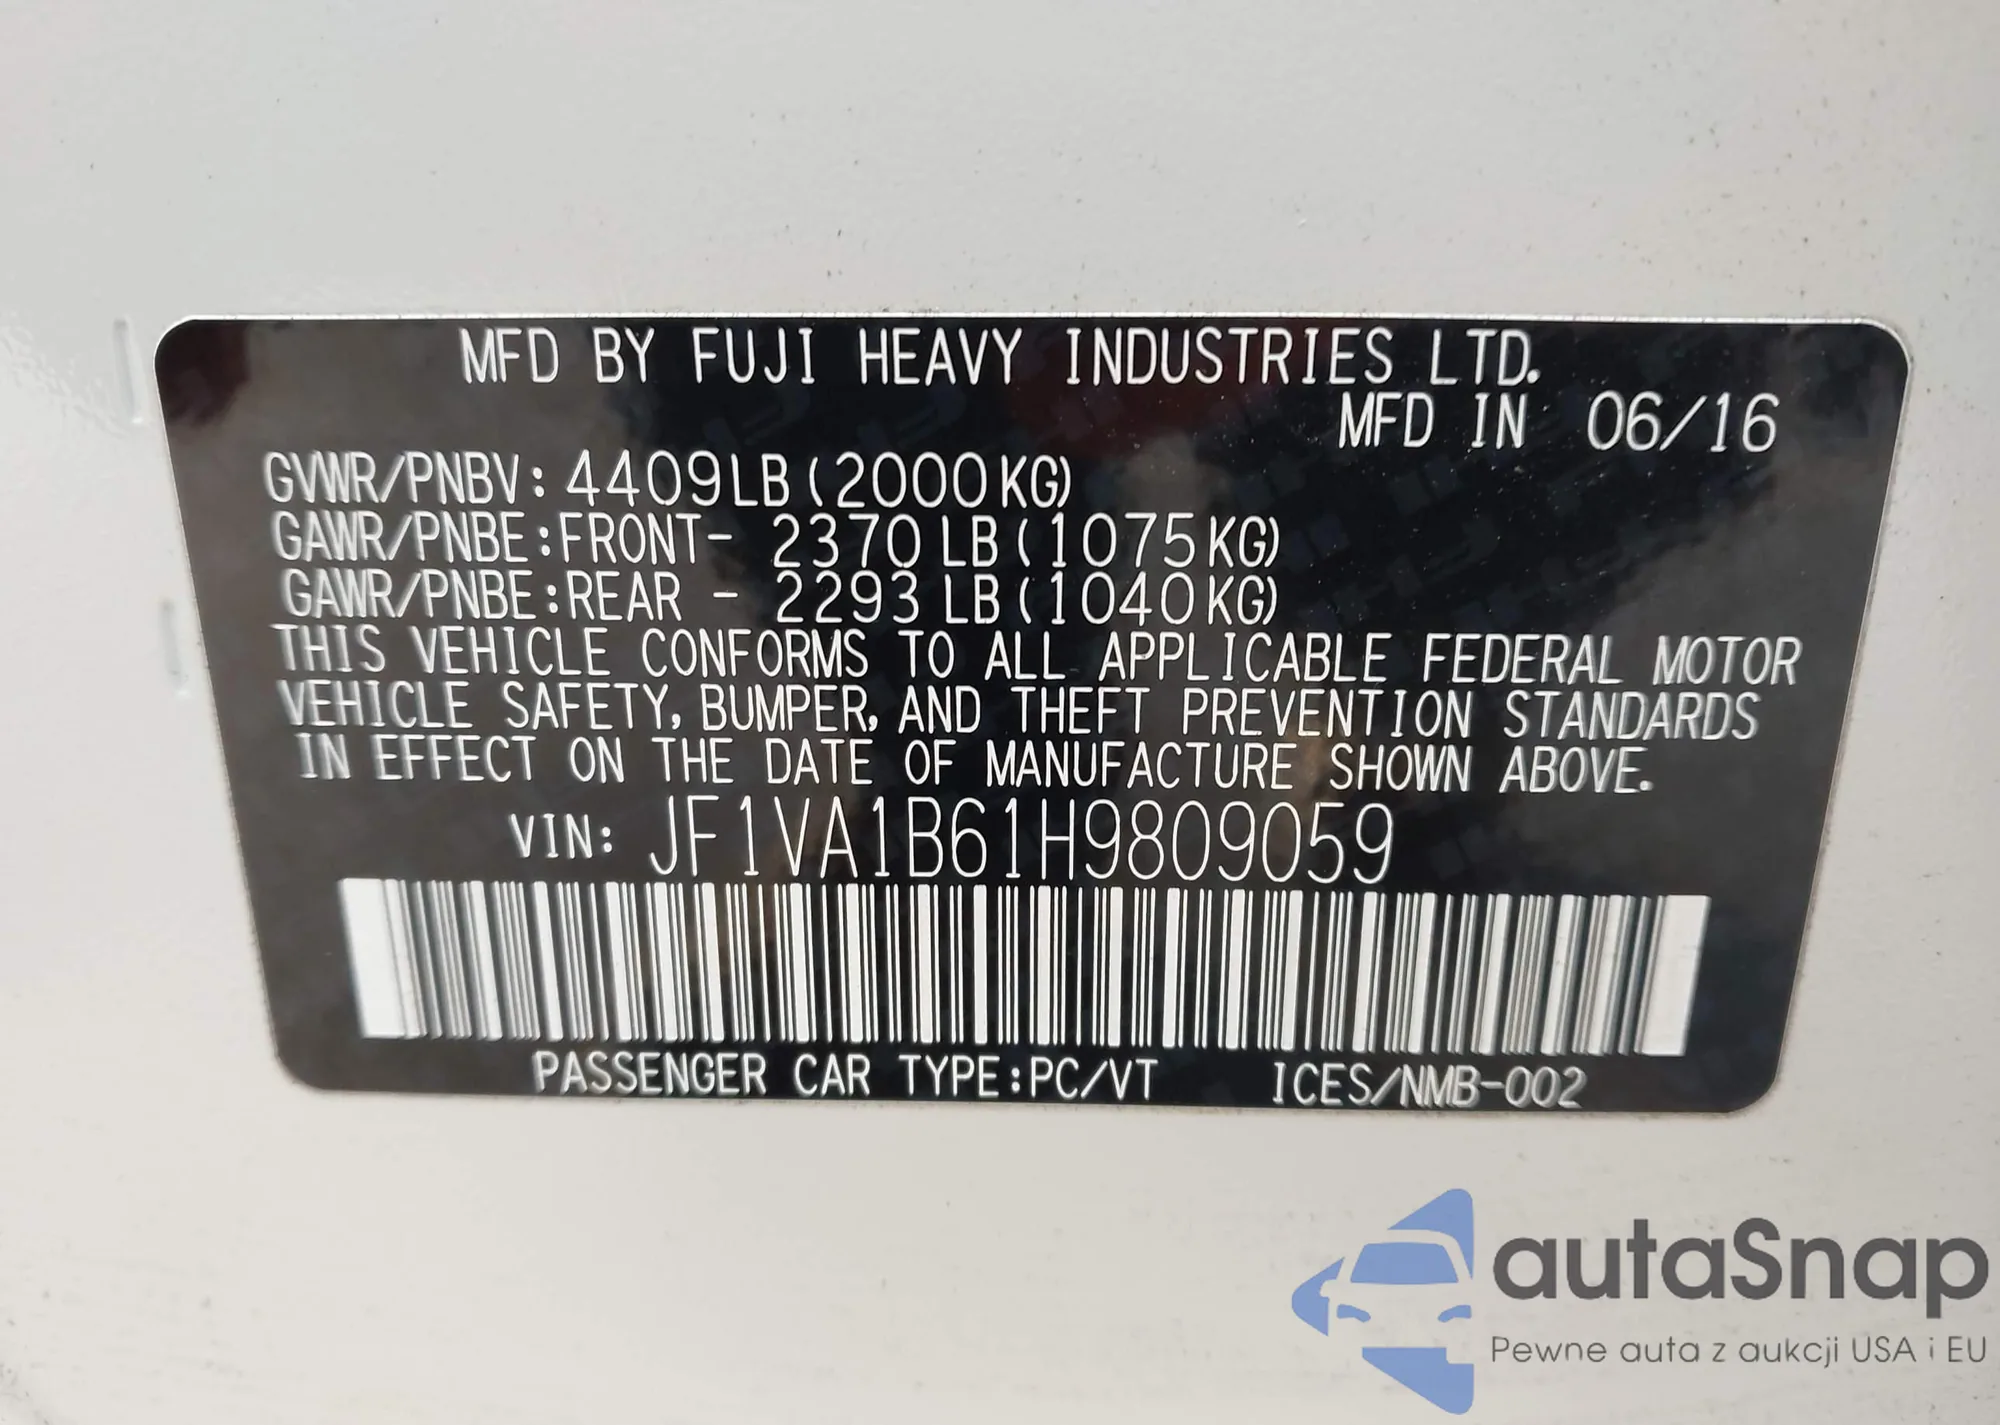 MFD BY FUJI HEAVY INDUSTRIES LTD.
MFD IN 06/16
GVWR/PNBV: 4409LB(2000KG)
GAWR/PNBE:FRONT- 2370LB(1075KG)
GAWR/PNBE:REAR - 2293LB(1040KG)
THIS VEHICLE CONFORMS TO ALL APPLICABLE FEDERAL MOTOR
VEHICLE SAFETY, BUMPER, AND THEFT PREVENTION STANDARDS
IN EFFECT ON THE DATE OF MANUFACTURE SHOWN ABOVE.
VIN: JF1VA1B61H9809059
PASSENGER CAR TYPE:PC/VT ICES/NMB-002
autaSnap
Pewne auta z aukcji USA i EU